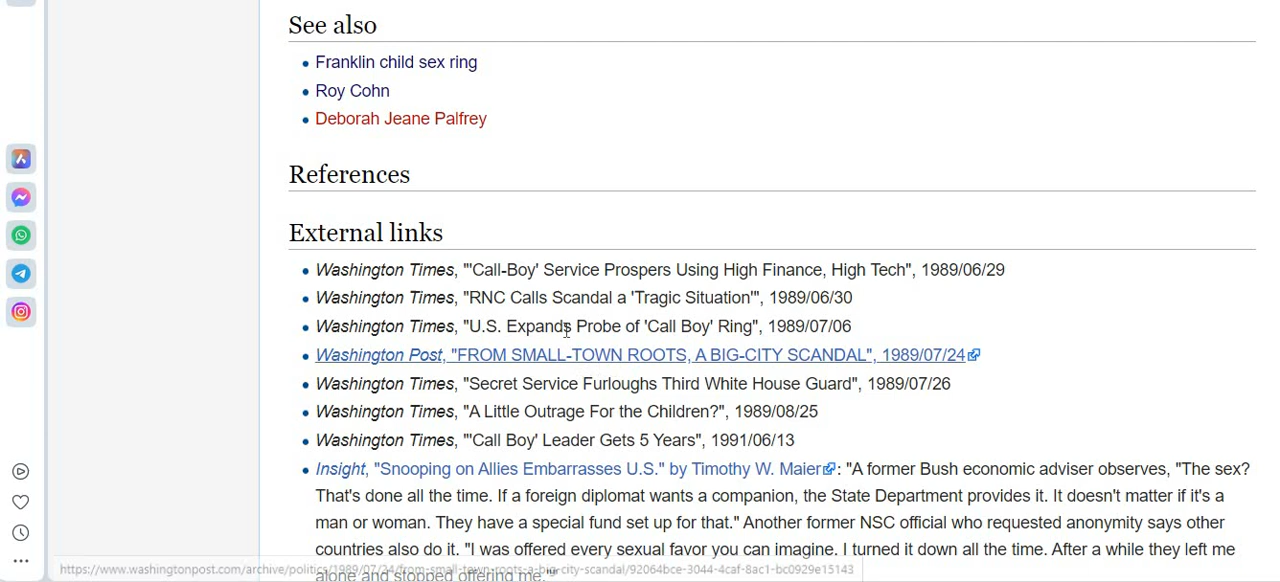 See also
Franklin child sex ring
Roy Cohn
Deborah Jeane Palfrey
References
External links
Washington Times, "'Call-Boy' Service Prospers Using High Finance, High Tech", 1989/06/29
Washington Times, "RNC Calls Scandal a 'Tragic Situation'", 1989/06/30
Washington Times, "U.S. Expands Probe of 'Call Boy' Ring", 1989/07/06
Washington Post, "FROM SMALL-TOWN ROOTS, A BIG-CITY SCANDAL", 1989/07/24
Washington Times, "Secret Service Furloughs Third White House Guard", 1989/07/26
Washington Times, "A Little Outrage For the Children?", 1989/08/25
Washington Times, "'Call Boy' Leader Gets 5 Years", 1991/06/13
Insight, "Snooping on Allies Embarrasses U.S." by Timothy W. Maier: "A former Bush economic adviser observes, "The sex?
That's done all the time. If a foreign diplomat wants a companion, the State Department provides it. It doesn't matter if it's a
man or woman. They have a special fund set up for that." Another former NSC official who requested anonymity says other
countries also do it. "I was offered every sexual favor you can imagine. I turned it down all the time. After a while they left me
alone and stopped offering me.'"
https://www.washingtonpost.com/archive/politics/1989/07/24/from-small-town-roots-a-big-city-scandal/92064bce-3044-4caf-8ac1-bc0929e15143